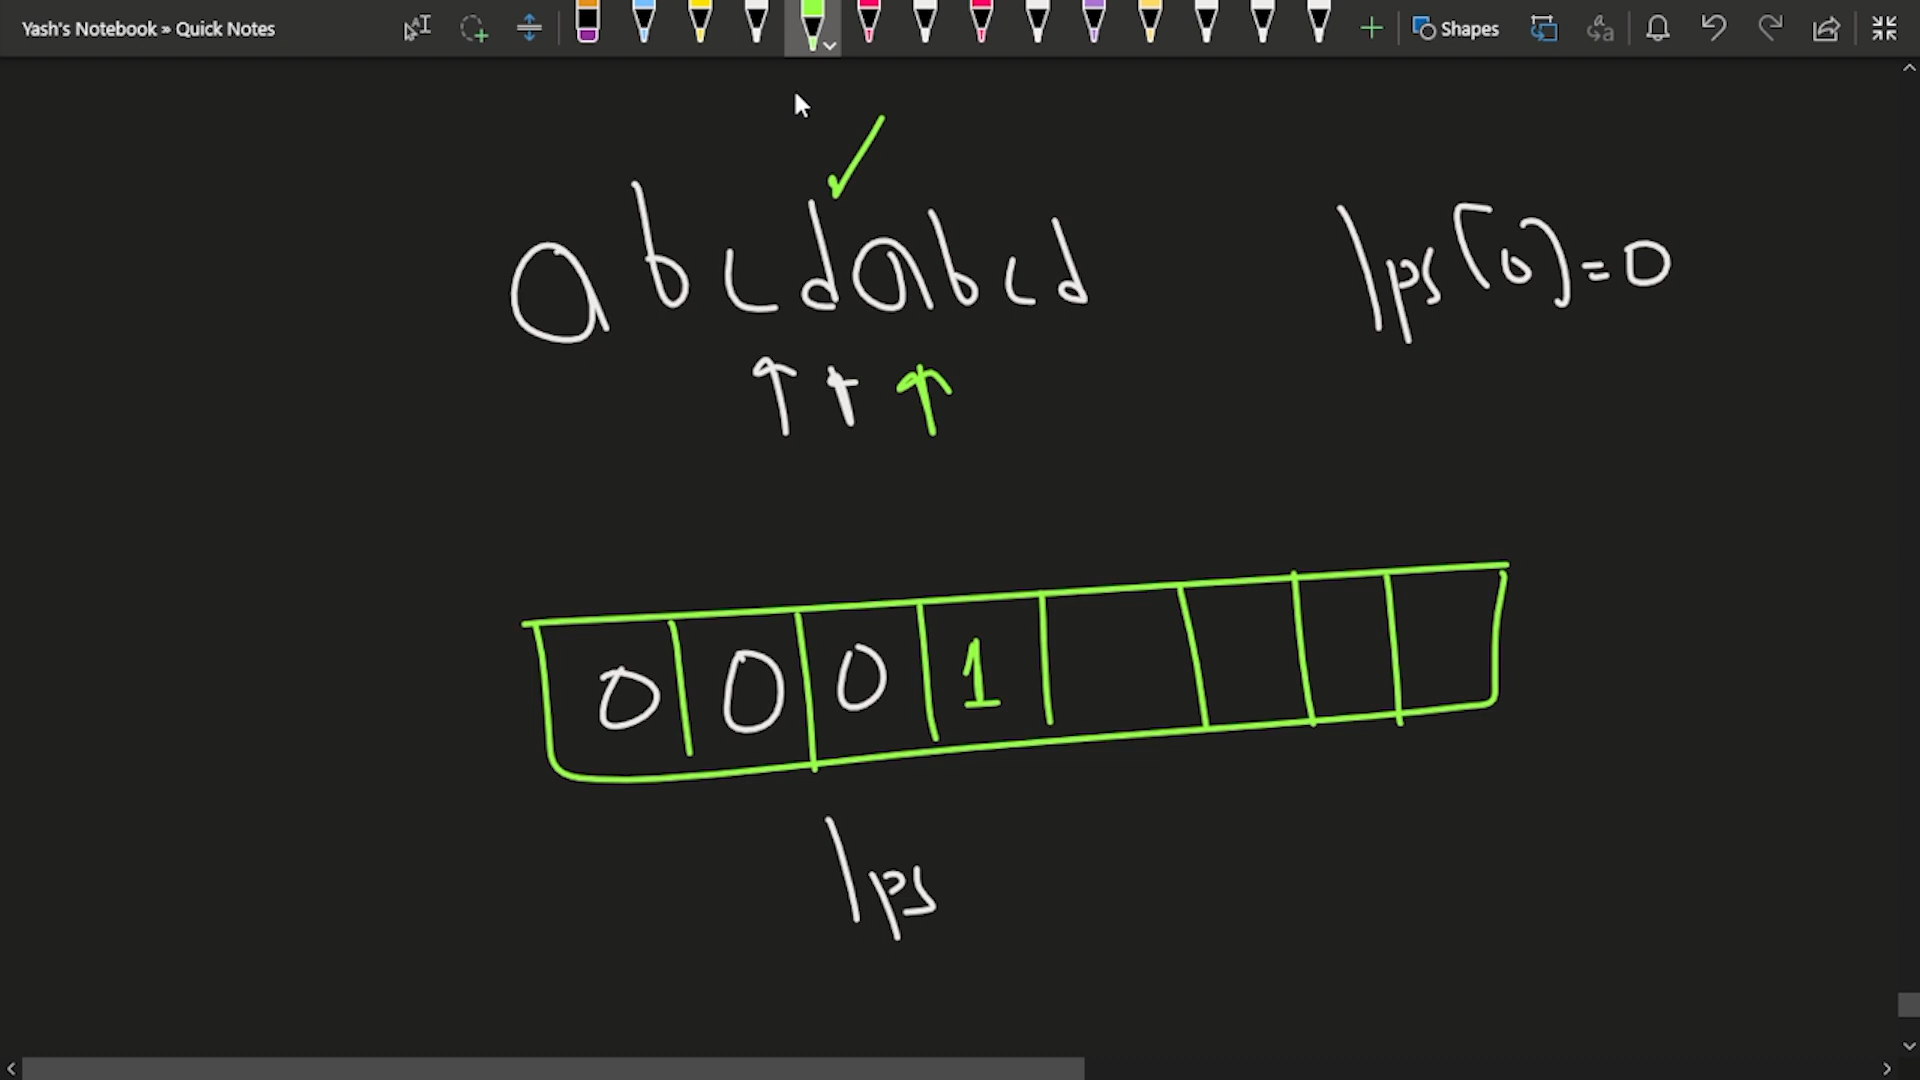 Yash's Notebook » Quick Notes
Shapes
abcdabcd
lps[0]=0
0 0 0 1
lps